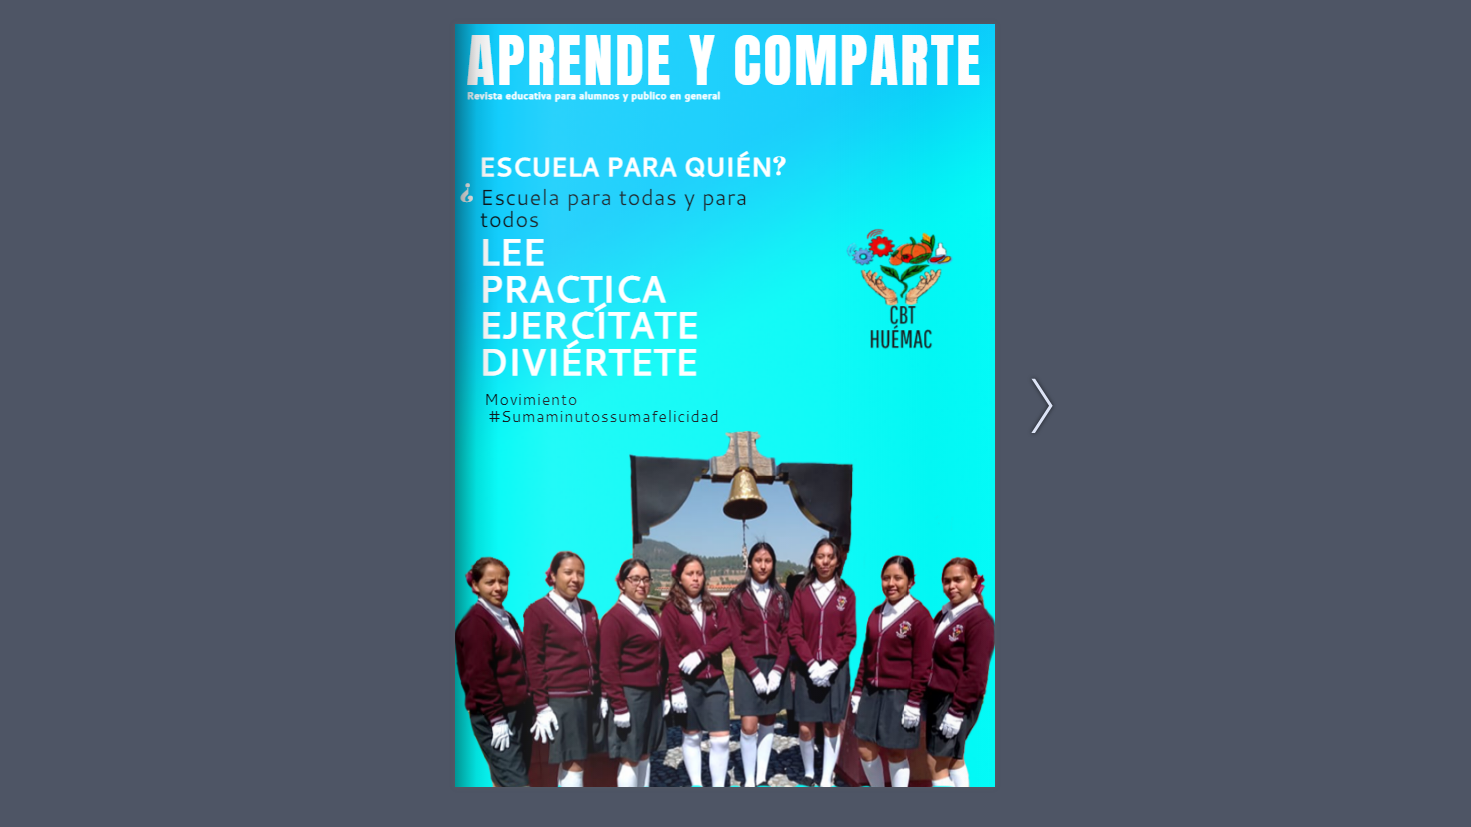 APRENDE Y COMPARTE
Revista educativa para alumnos y publico en general
ESCUELA PARA QUIÉN?
¿
Escuela para todas y para
todos
LEE
PRACTICA
EJERCÍTATE
DIVIÉRTETE
CBT
HUÉMAC
Movimiento
#Sumaminutossumafelicidad